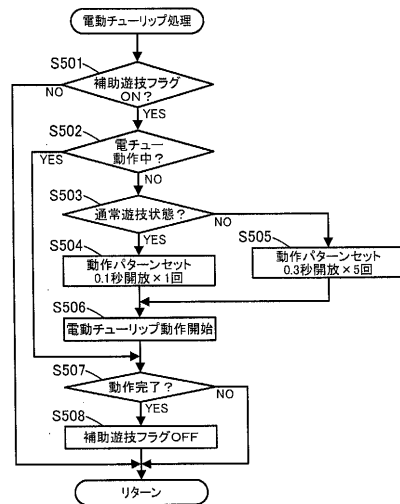 電動チューリップ処理
S501
補助遊技フラグ
ON？
NO
YES
S502
電チュー
動作中？
YES
NO
S503
通常遊技状態？
NO
YES
S504
動作パターンセット
0.1秒開放×1回
S505
動作パターンセット
0.3秒開放×5回
S506
電動チューリップ動作開始
S507
動作完了？
NO
YES
S508
補助遊技フラグOFF
リターン